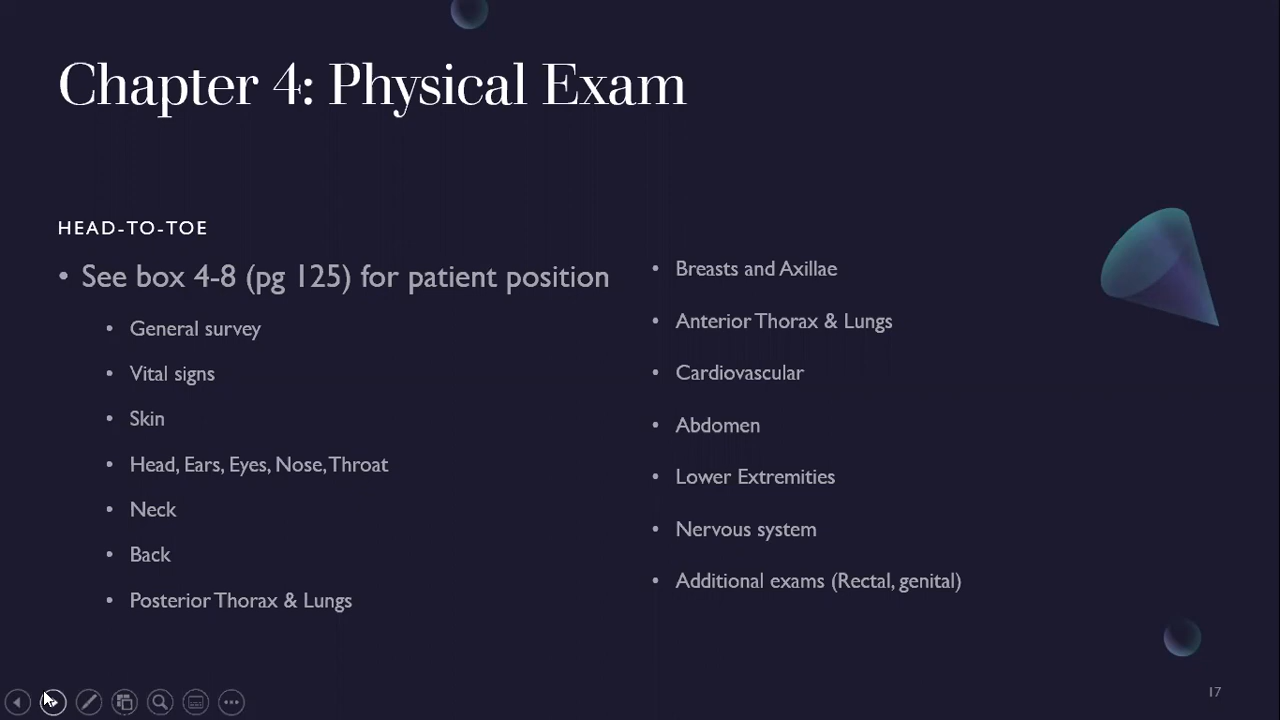 Chapter 4: Physical Exam
HEAD-TO-TOE
• See box 4-8 (pg 125) for patient position
• General survey
• Vital signs
• Skin
• Head, Ears, Eyes, Nose, Throat
• Neck
• Back
• Posterior Thorax & Lungs
• Breasts and Axillae
• Anterior Thorax & Lungs
• Cardiovascular
• Abdomen
• Lower Extremities
• Nervous system
• Additional exams (Rectal, genital)
17